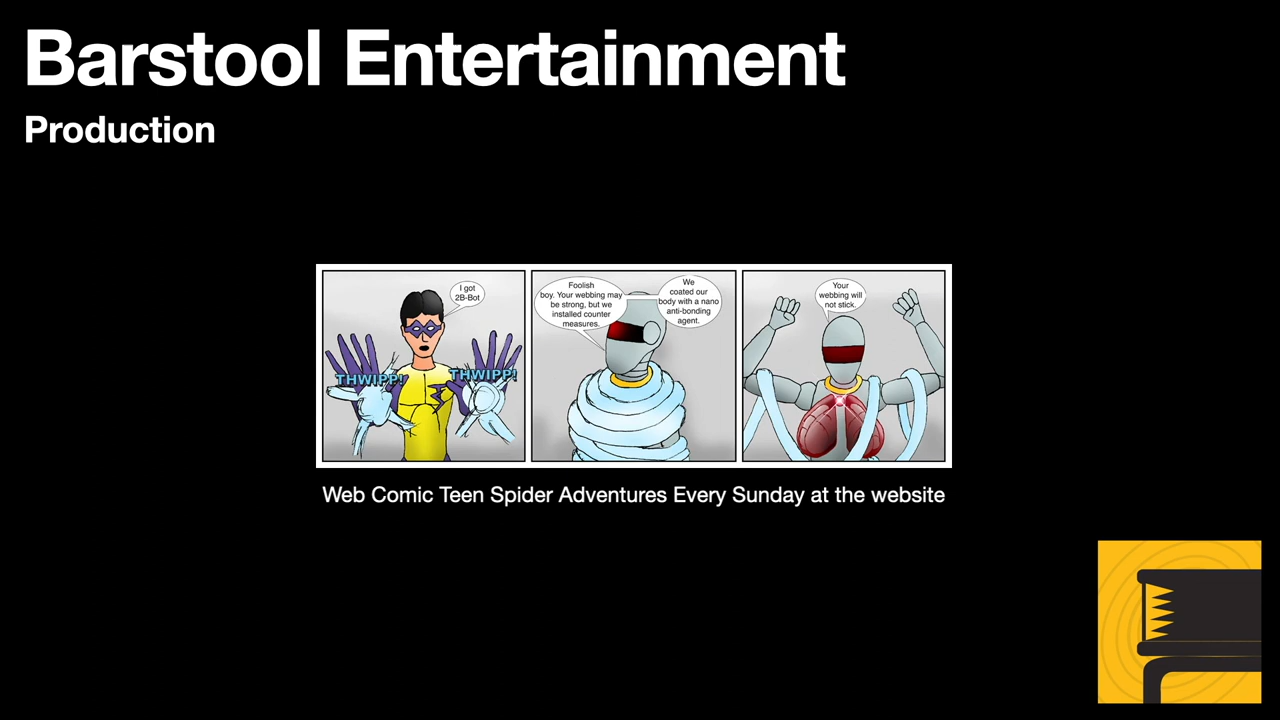 Barstool Entertainment
Production
I got
2B-Bot
THWIPP!
THWIPP!
Foolish
boy. Your webbing may
be strong, but we
installed counter
measures.
We
coated our
body with a nano
anti-bonding
agent.
Your
webbing will
not stick.
Web Comic Teen Spider Adventures Every Sunday at the website